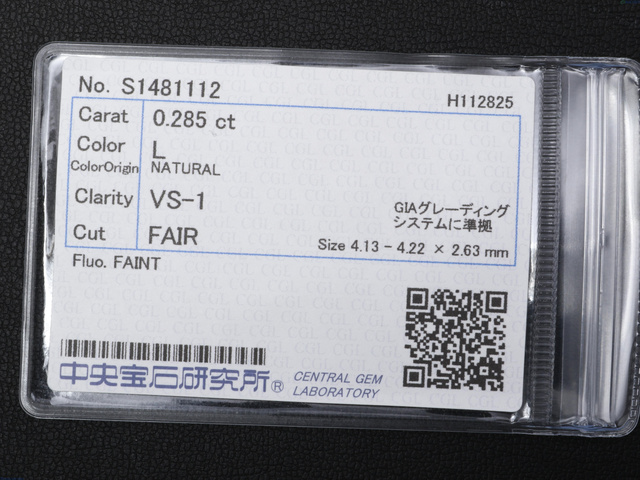 No. S1481112
H112825
Carat 0.285 ct
Color L
ColorOrigin NATURAL
Clarity VS-1
GIAグレーディング
システムに準拠
Cut FAIR
Size 4.13 - 4.22 × 2.63 mm
Fluo. FAINT
中央宝石研究所® CENTRAL GEM
LABORATORY